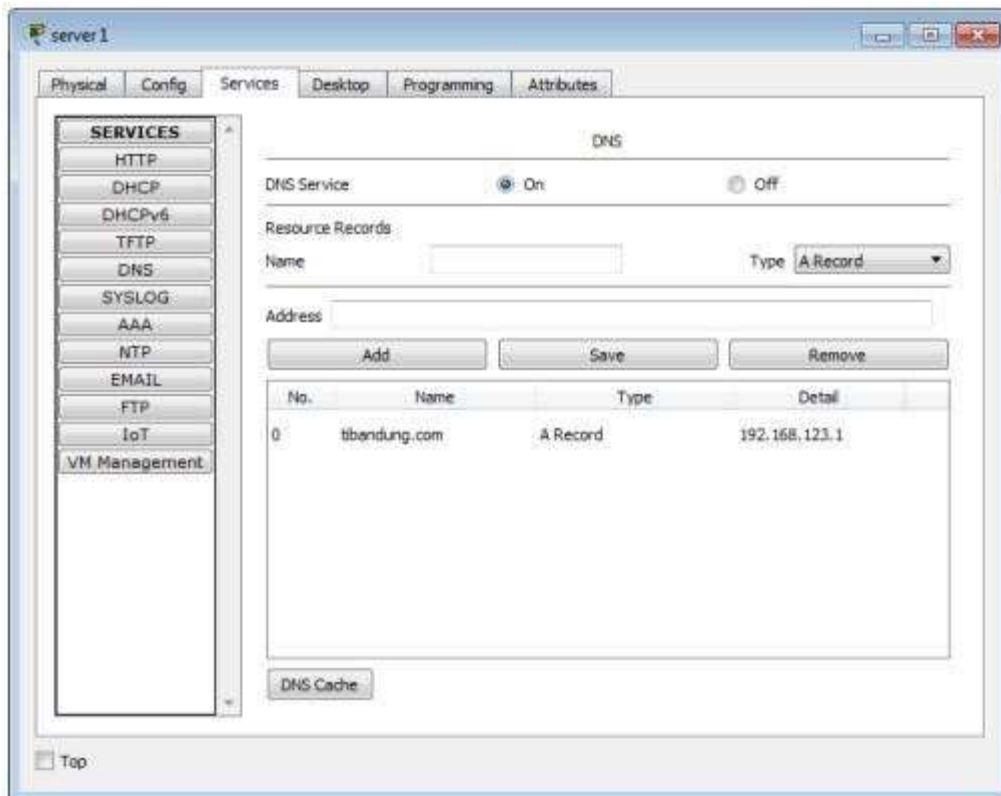 server1
Physical Config Services Desktop Programming Attributes
SERVICES
HTTP
DHCP
DHCPv6
TFTP
DNS
SYSLOG
AAA
NTP
EMAIL
FTP
IoT
VM Management
DNS
DNS Service On Off
Resource Records
Name Type A Record
Address
Add Save Remove
No. Name Type Detail
0 tibandung.com A Record 192.168.123.1
DNS Cache
Top